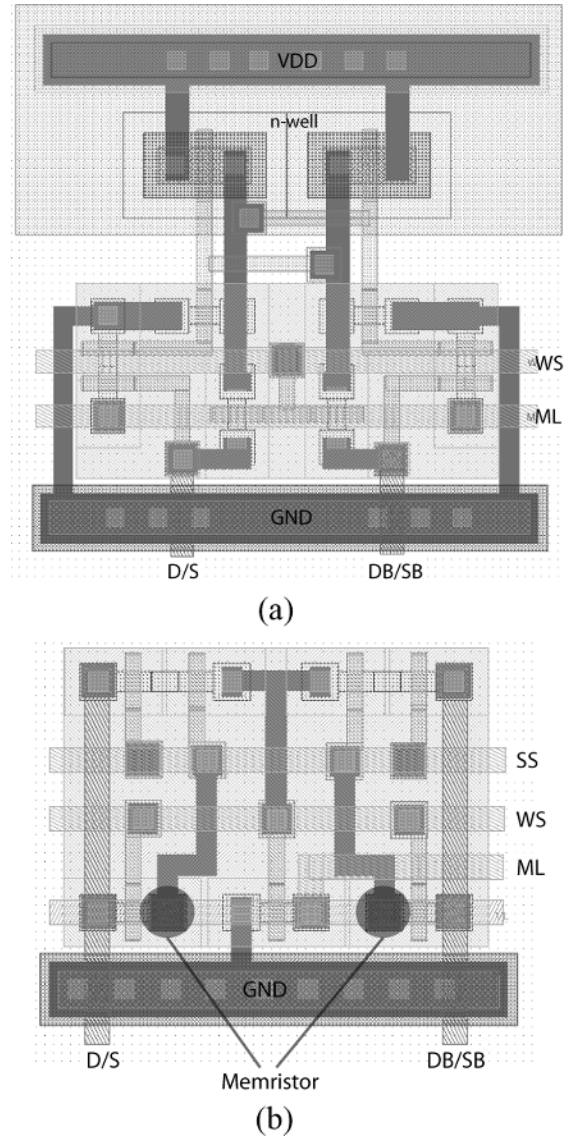 VDD
n-well
WS
ML
GND
D/S DB/SB
(a)
SS
WS
ML
GND
D/S DB/SB
Memristor
(b)